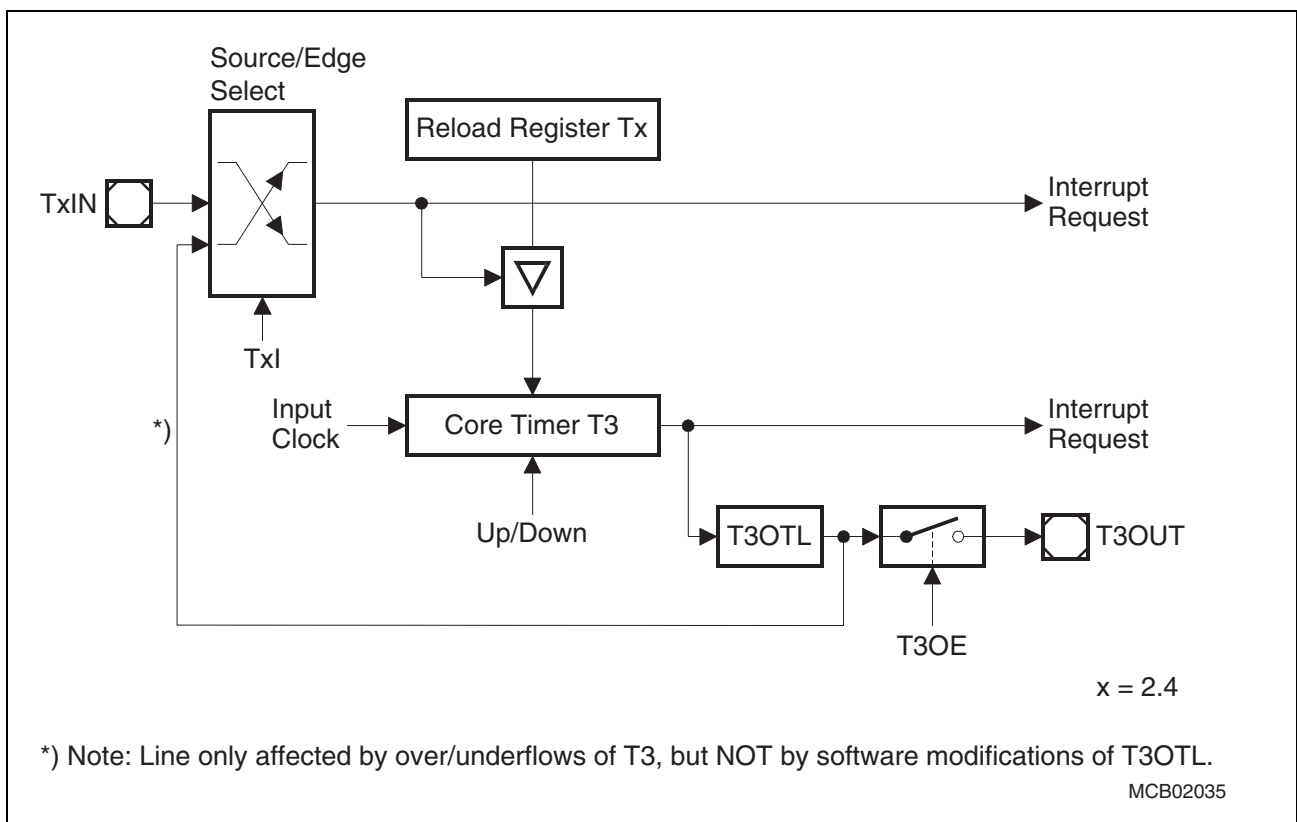 Source/Edge
Select
Reload Register Tx
TxIN
Interrupt
Request
TxI
*)
Input
Clock
Core Timer T3
Interrupt
Request
Up/Down
T3OTL
T3OUT
T3OE
x = 2.4
*) Note: Line only affected by over/underflows of T3, but NOT by software modifications of T3OTL.
MCB02035